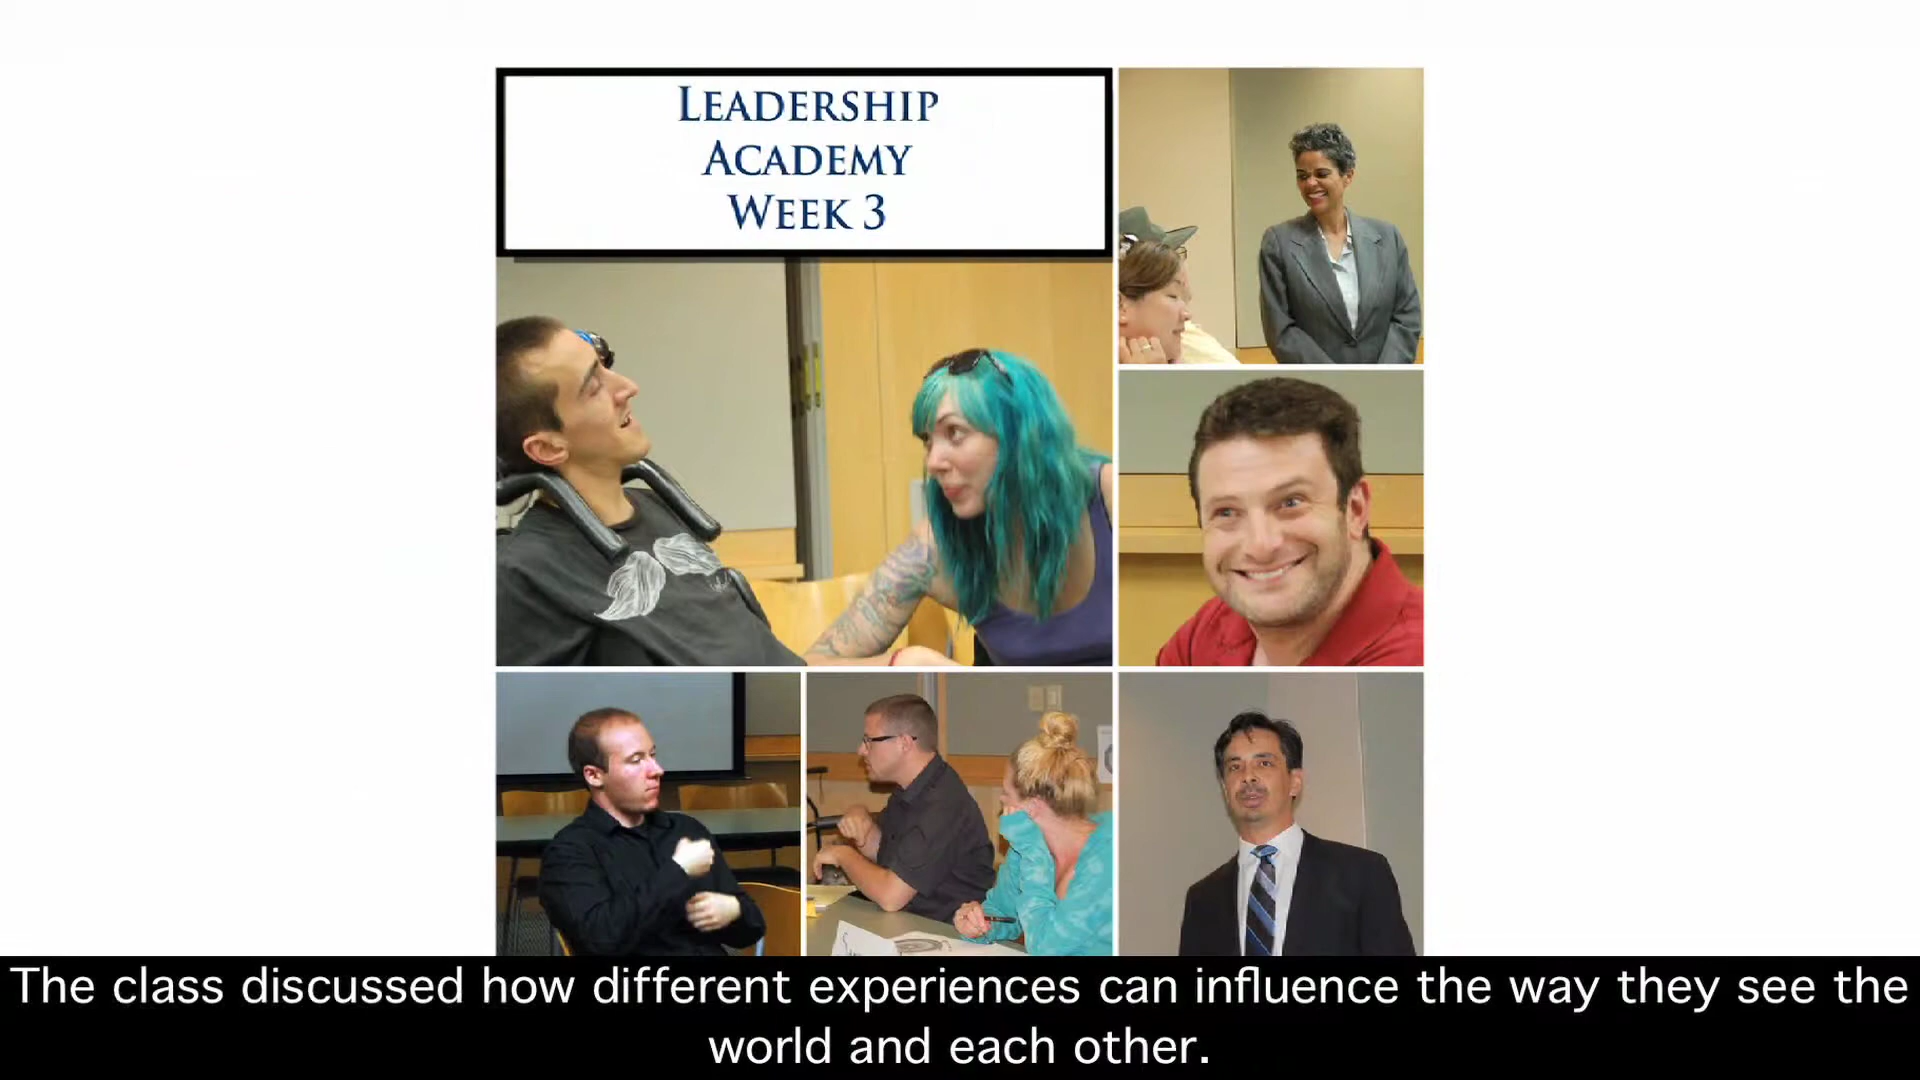 LEADERSHIP
ACADEMY
WEEK 3
The class discussed how different experiences can influence the way they see the
world and each other.